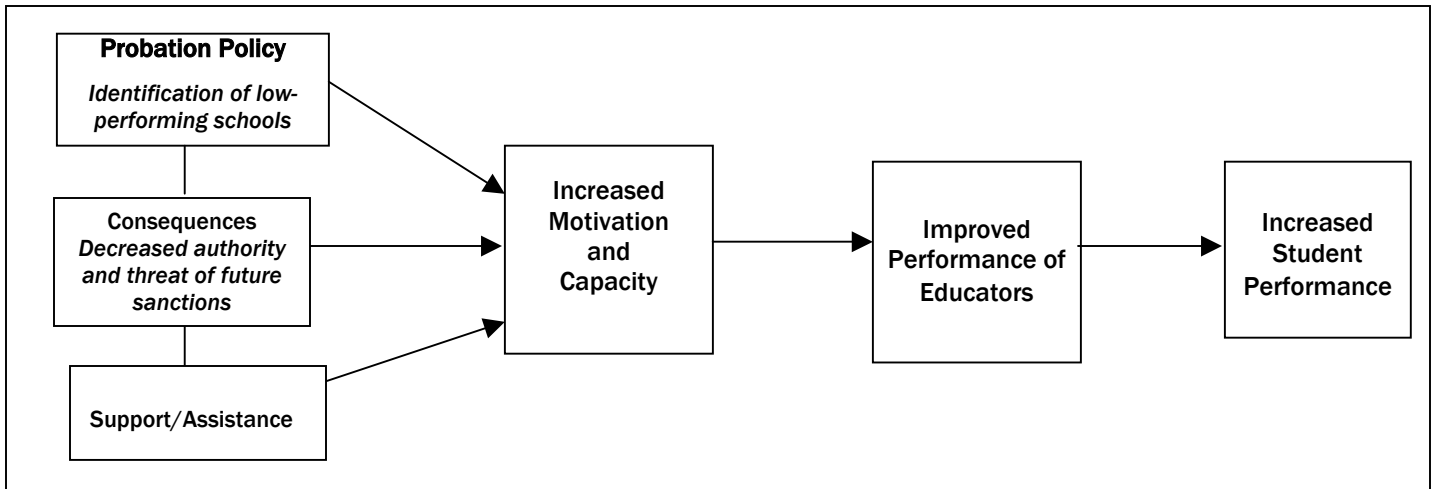 Probation Policy
Identification of low-
performing schools
Consequences
Decreased authority
and threat of future
sanctions
Support/Assistance
Increased
Motivation
and
Capacity
Improved
Performance of
Educators
Increased
Student
Performance